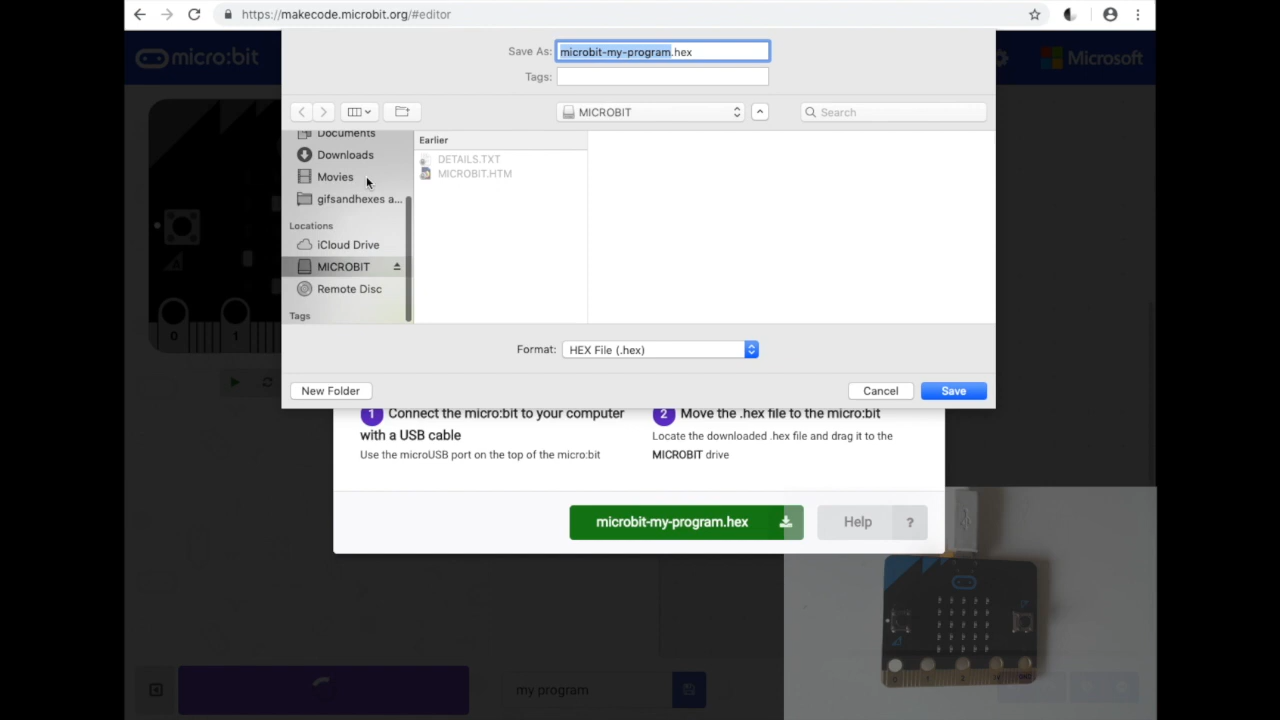 https://makecode.microbit.org/#editor
micro:bit
Microsoft
Save As: microbit-my-program.hex
Tags:
MICROBIT
Search
Documents
Downloads
Movies
gifsandhexes a...
Locations
iCloud Drive
MICROBIT
Remote Disc
Tags
Earlier
DETAILS.TXT
MICROBIT.HTM
Format: HEX File (.hex)
New Folder
Cancel
Save
0 1
1 Connect the micro:bit to your computer
with a USB cable
Use the microUSB port on the top of the micro:bit
2 Move the .hex file to the micro:bit
Locate the downloaded .hex file and drag it to the
MICROBIT drive
microbit-my-program.hex
Help ?
my program